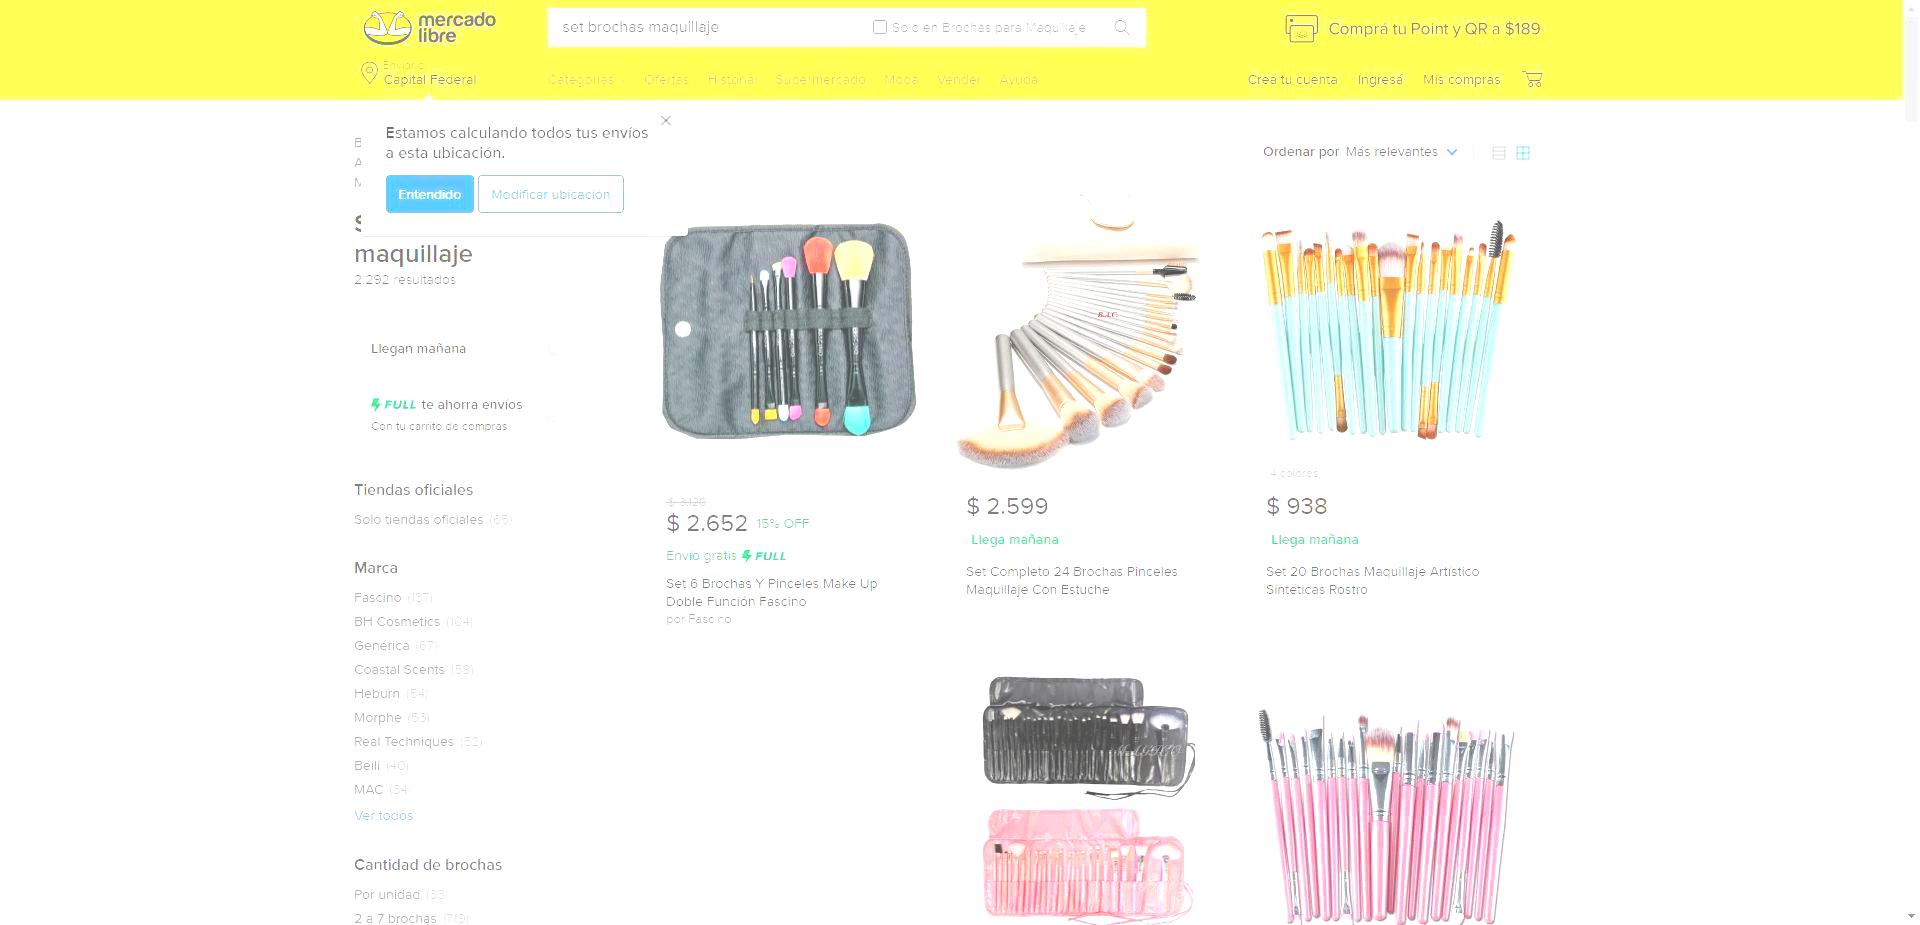 mercado
libre
set brochas maquillaje
Solo en Brochas para Maquillaje
Comprá tu Point y QR a $189
Enviar a
Capital Federal
Categorías
Ofertas
Historial
Supermercado
Moda
Vender
Ayuda
Creá tu cuenta
Ingresá
Mis compras
Estamos calculando todos tus envíos
a esta ubicación.
Entendido
Modificar ubicación
Ordenar por Más relevantes
maquillaje
2.292 resultados
Llegan mañana
FULL te ahorra envíos
Con tu carrito de compras
Tiendas oficiales
Solo tiendas oficiales (65)
Marca
Fascino (137)
BH Cosmetics (104)
Genérica (67)
Coastal Scents (58)
Heburn (54)
Morphe (53)
Real Techniques (52)
Beili (40)
MAC (34)
Ver todos
Cantidad de brochas
Por unidad (33)
2 a 7 brochas (719)
$ 3.120
$ 2.652 15% OFF
Envío gratis FULL
Set 6 Brochas Y Pinceles Make Up
Doble Función Fascino
por Fascino
$ 2.599
Llega mañana
Set Completo 24 Brochas Pinceles
Maquillaje Con Estuche
4 colores
$ 938
Llega mañana
Set 20 Brochas Maquillaje Artístico
Sinteticas Rostro